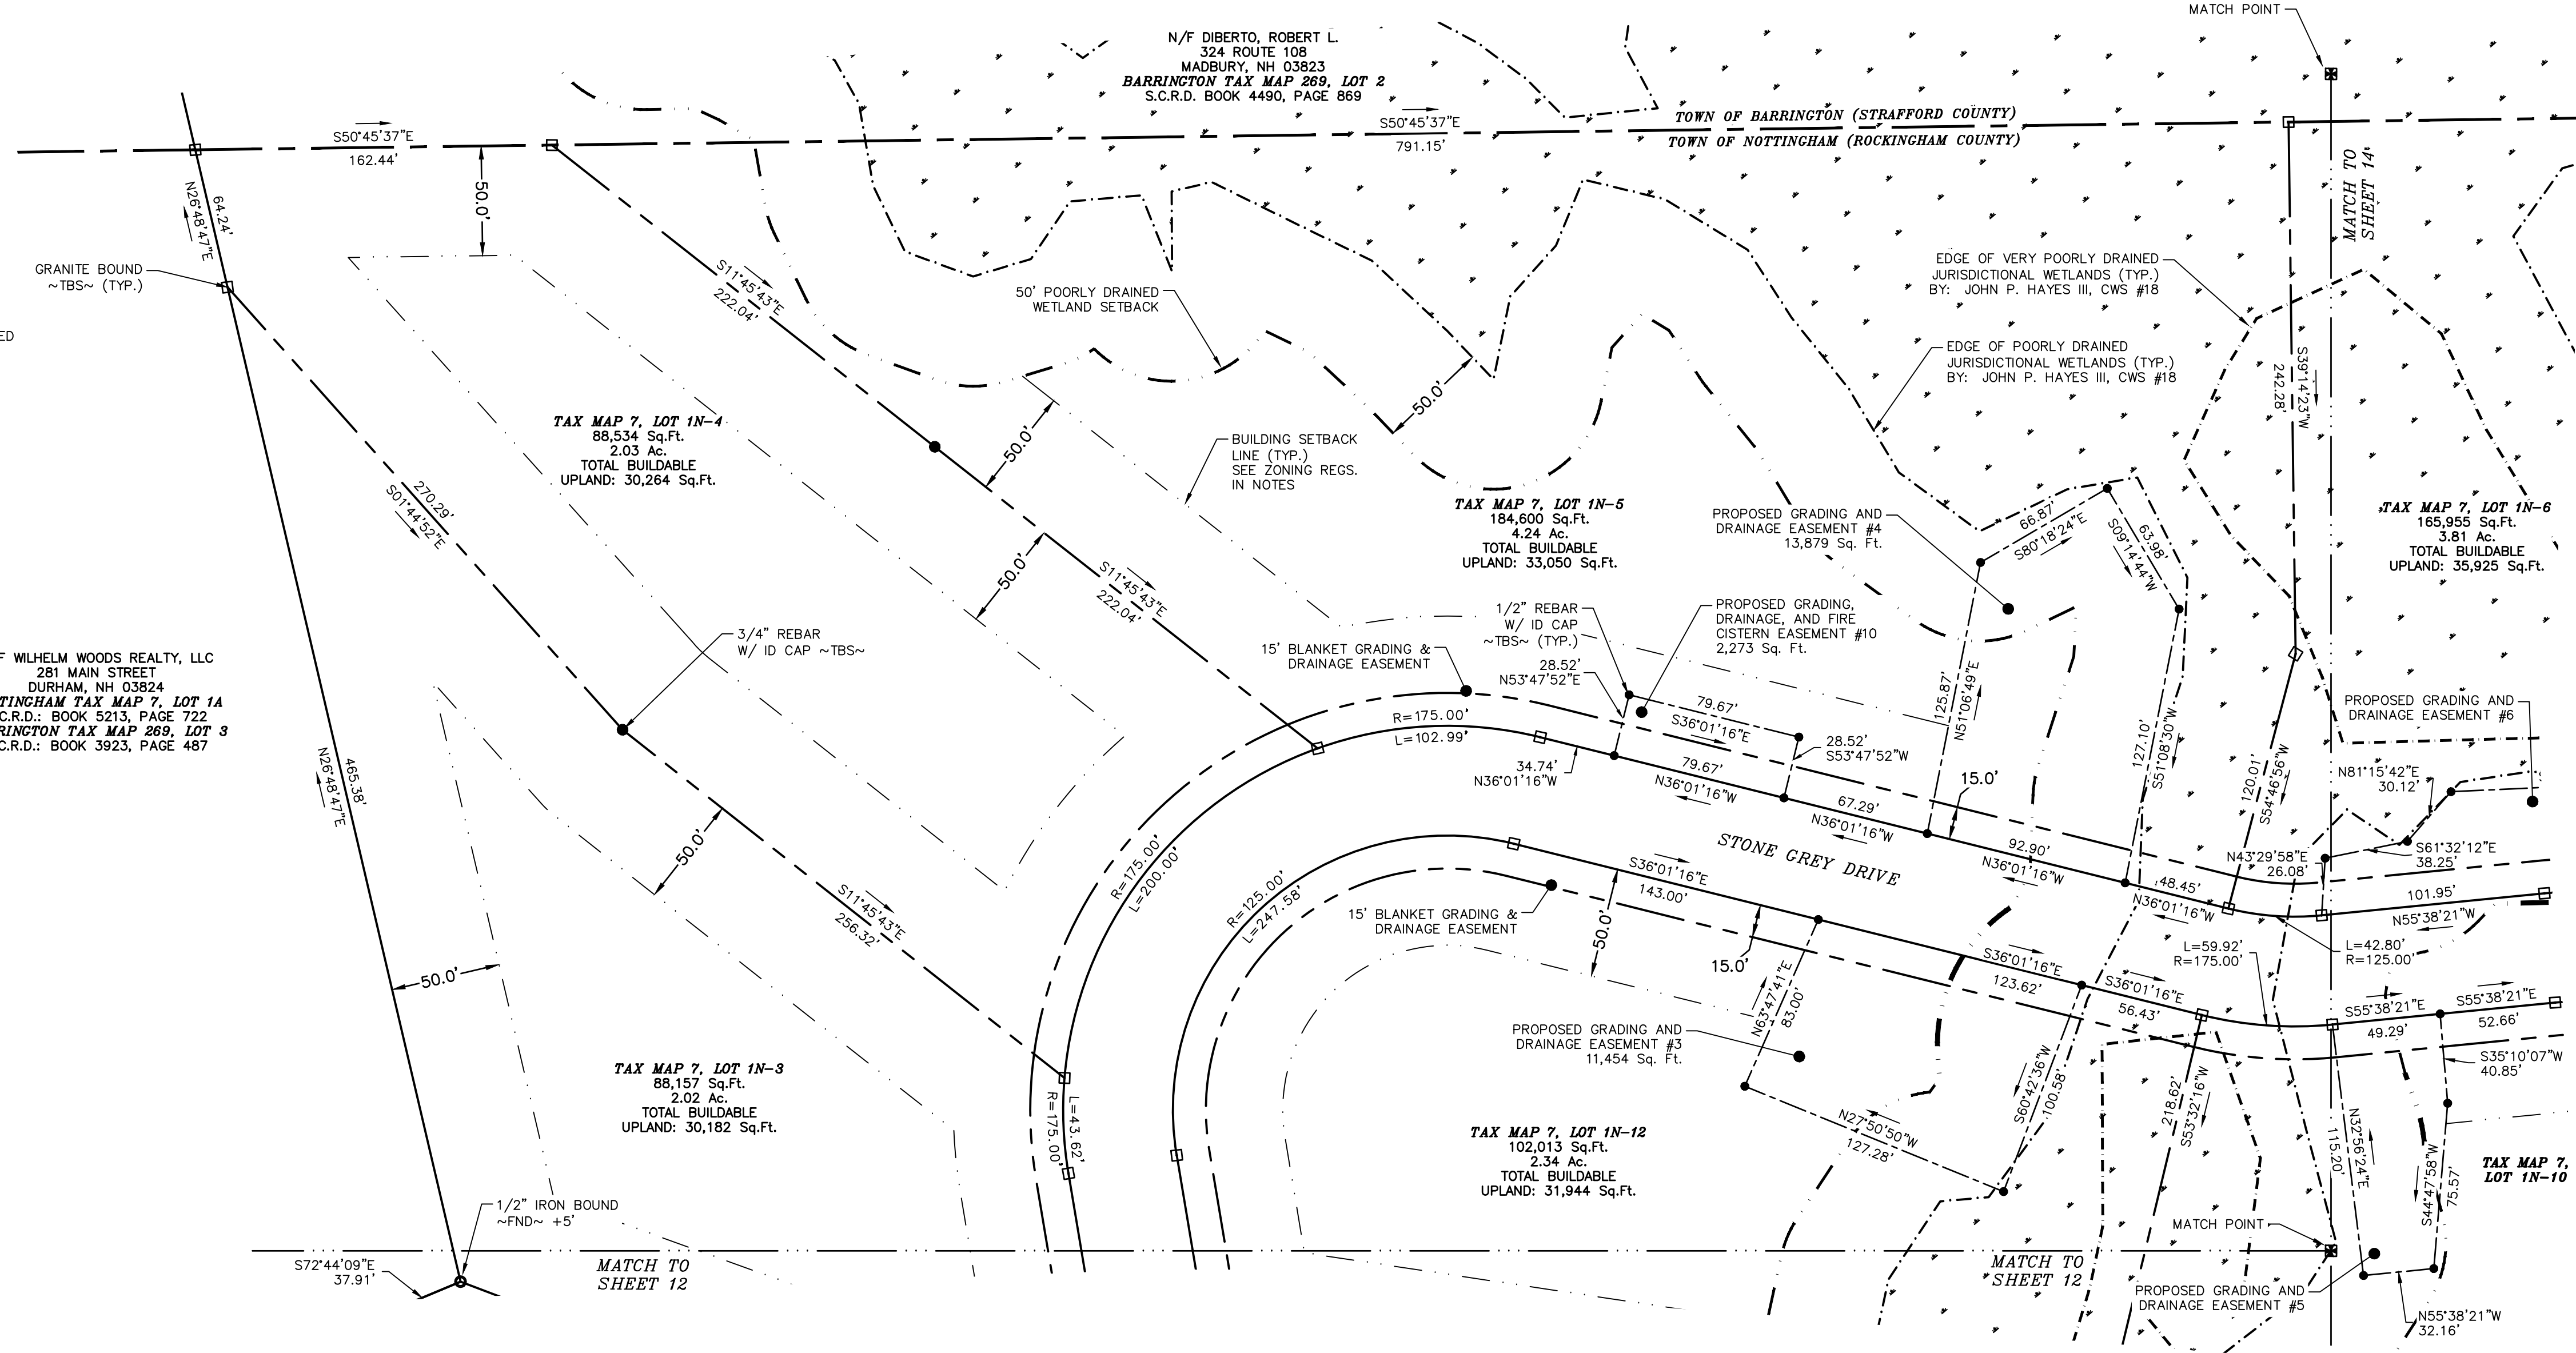 MATCH POINT
N/F DIBERTO, ROBERT L.
324 ROUTE 108
MADBURY, NH 03823
BARRINGTON TAX MAP 269, LOT 2
S.C.R.D. BOOK 4490, PAGE 869
S50°45'37"E
162.44'
S50°45'37"E
791.15'
TOWN OF BARRINGTON (STRAFFORD COUNTY)
TOWN OF NOTTINGHAM (ROCKINGHAM COUNTY)
MATCH TO
SHEET 14
64.24'
N26°48'47"E
50.0'
GRANITE BOUND
~TBS~ (TYP.)
ED
S11°45'43"E
222.04'
50' POORLY DRAINED
WETLAND SETBACK
EDGE OF VERY POORLY DRAINED
JURISDICTIONAL WETLANDS (TYP.)
BY: JOHN P. HAYES III, CWS #18
EDGE OF POORLY DRAINED
JURISDICTIONAL WETLANDS (TYP.)
BY: JOHN P. HAYES III, CWS #18
S39°14'23"W
242.28'
50.0'
50.0'
TAX MAP 7, LOT 1N-4
88,534 Sq.Ft.
2.03 Ac.
TOTAL BUILDABLE
UPLAND: 30,264 Sq.Ft.
BUILDING SETBACK
LINE (TYP.)
SEE ZONING REGS.
IN NOTES
270.29'
S01°44'52"E
50.0'
S11°45'43"E
222.04'
TAX MAP 7, LOT 1N-5
184,600 Sq.Ft.
4.24 Ac.
TOTAL BUILDABLE
UPLAND: 33,050 Sq.Ft.
PROPOSED GRADING AND
DRAINAGE EASEMENT #4
13,879 Sq. Ft.
66.87'
S80°18'24"E
63.98'
S09°14'44"W
TAX MAP 7, LOT 1N-6
165,955 Sq.Ft.
3.81 Ac.
TOTAL BUILDABLE
UPLAND: 35,925 Sq.Ft.
3/4" REBAR
W/ ID CAP ~TBS~
15' BLANKET GRADING &
DRAINAGE EASEMENT
1/2" REBAR
W/ ID CAP
~TBS~ (TYP.)
28.52'
N53°47'52"E
PROPOSED GRADING,
DRAINAGE, AND FIRE
CISTERN EASEMENT #10
2,273 Sq. Ft.
79.67'
S36°01'16"E
28.52'
S53°47'52"W
125.87'
N51°06'49"E
127.10'
S51°08'30"W
120.01'
S54°46'56"W
PROPOSED GRADING AND
DRAINAGE EASEMENT #6
F WILHELM WOODS REALTY, LLC
281 MAIN STREET
DURHAM, NH 03824
TINGHAM TAX MAP 7, LOT 1A
C.R.D.: BOOK 5213, PAGE 722
RINGTON TAX MAP 269, LOT 3
C.R.D.: BOOK 3923, PAGE 487
465.38'
N26°48'47"E
R=175.00'
L=102.99'
34.74'
N36°01'16"W
79.67'
N36°01'16"W
67.29'
N36°01'16"W
15.0'
92.90'
N36°01'16"W
48.45'
N36°01'16"W
N81°15'42"E
30.12'
N43°29'58"E
26.08'
S61°32'12"E
38.25'
101.95'
N55°38'21"W
L=42.80'
R=125.00'
L=59.92'
R=175.00'
STONE GREY DRIVE
50.0'
S11°45'43"E
256.32'
R=175.00'
L=200.00'
R=125.00'
L=247.58'
15' BLANKET GRADING &
DRAINAGE EASEMENT
S36°01'16"E
143.00'
50.0'
15.0'
S36°01'16"E
123.62'
S36°01'16"E
56.43'
S55°38'21"E
49.29'
S55°38'21"E
52.66'
S35°10'07"W
40.85'
50.0'
PROPOSED GRADING AND
DRAINAGE EASEMENT #3
11,454 Sq. Ft.
N63°47'41"E
83.00'
S60°42'36"W
100.58'
N27°50'50"W
127.28'
218.62'
S53°32'16"W
N32°56'24"E
115.20'
S44°47'58"W
75.57'
TAX MAP 7, LOT 1N-3
88,157 Sq.Ft.
2.02 Ac.
TOTAL BUILDABLE
UPLAND: 30,182 Sq.Ft.
L=43.62'
R=175.00'
TAX MAP 7, LOT 1N-12
102,013 Sq.Ft.
2.34 Ac.
TOTAL BUILDABLE
UPLAND: 31,944 Sq.Ft.
TAX MAP 7,
LOT 1N-10
1/2" IRON BOUND
~FND~ +5'
S72°44'09"E
37.91'
MATCH TO
SHEET 12
MATCH TO
SHEET 12
MATCH POINT
PROPOSED GRADING AND
DRAINAGE EASEMENT #5
N55°38'21"W
32.16'